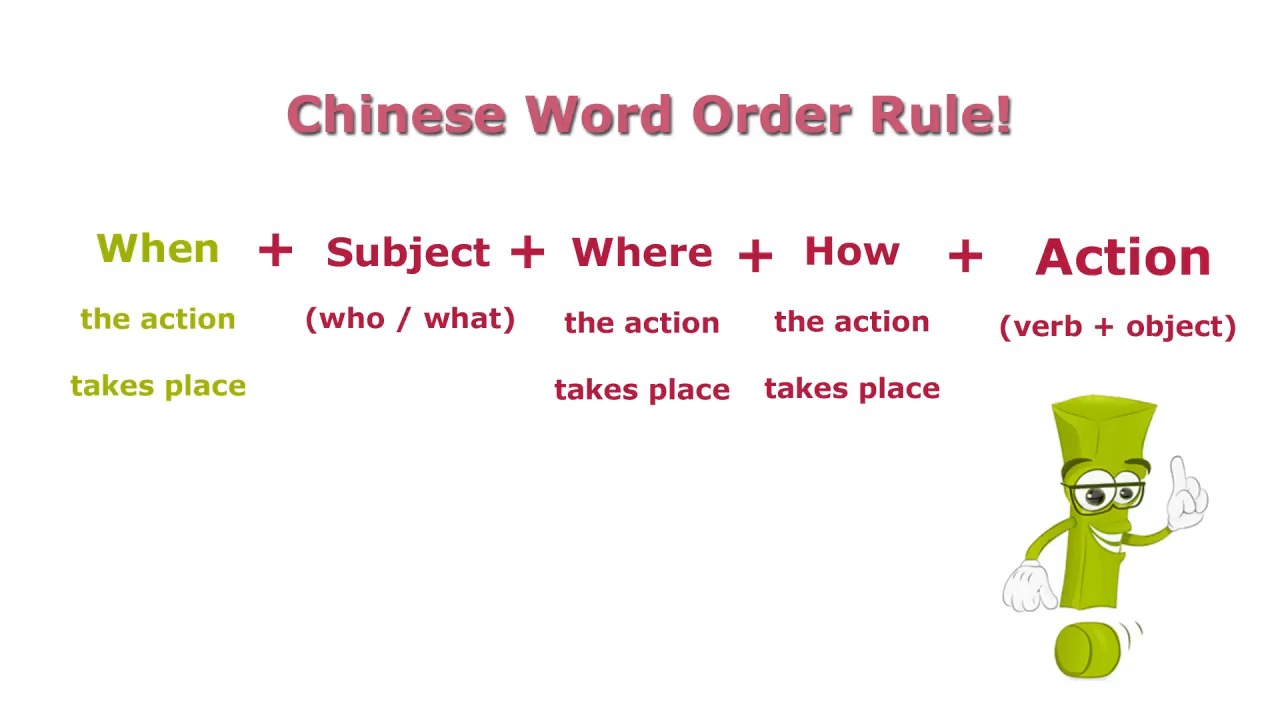 Chinese Word Order Rule!
When + Subject + Where + How + Action
the action (who / what) the action the action (verb + object)
takes place takes place takes place